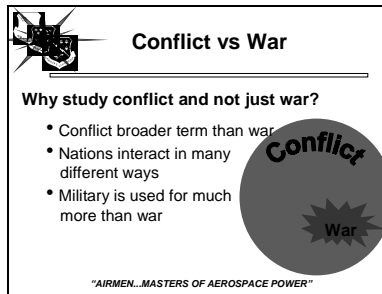 Conflict vs War
Why study conflict and not just war?
• Conflict broader term than war
• Nations interact in many
different ways
• Military is used for much
more than war
Conflict
War
“AIRMEN...MASTERS OF AEROSPACE POWER”